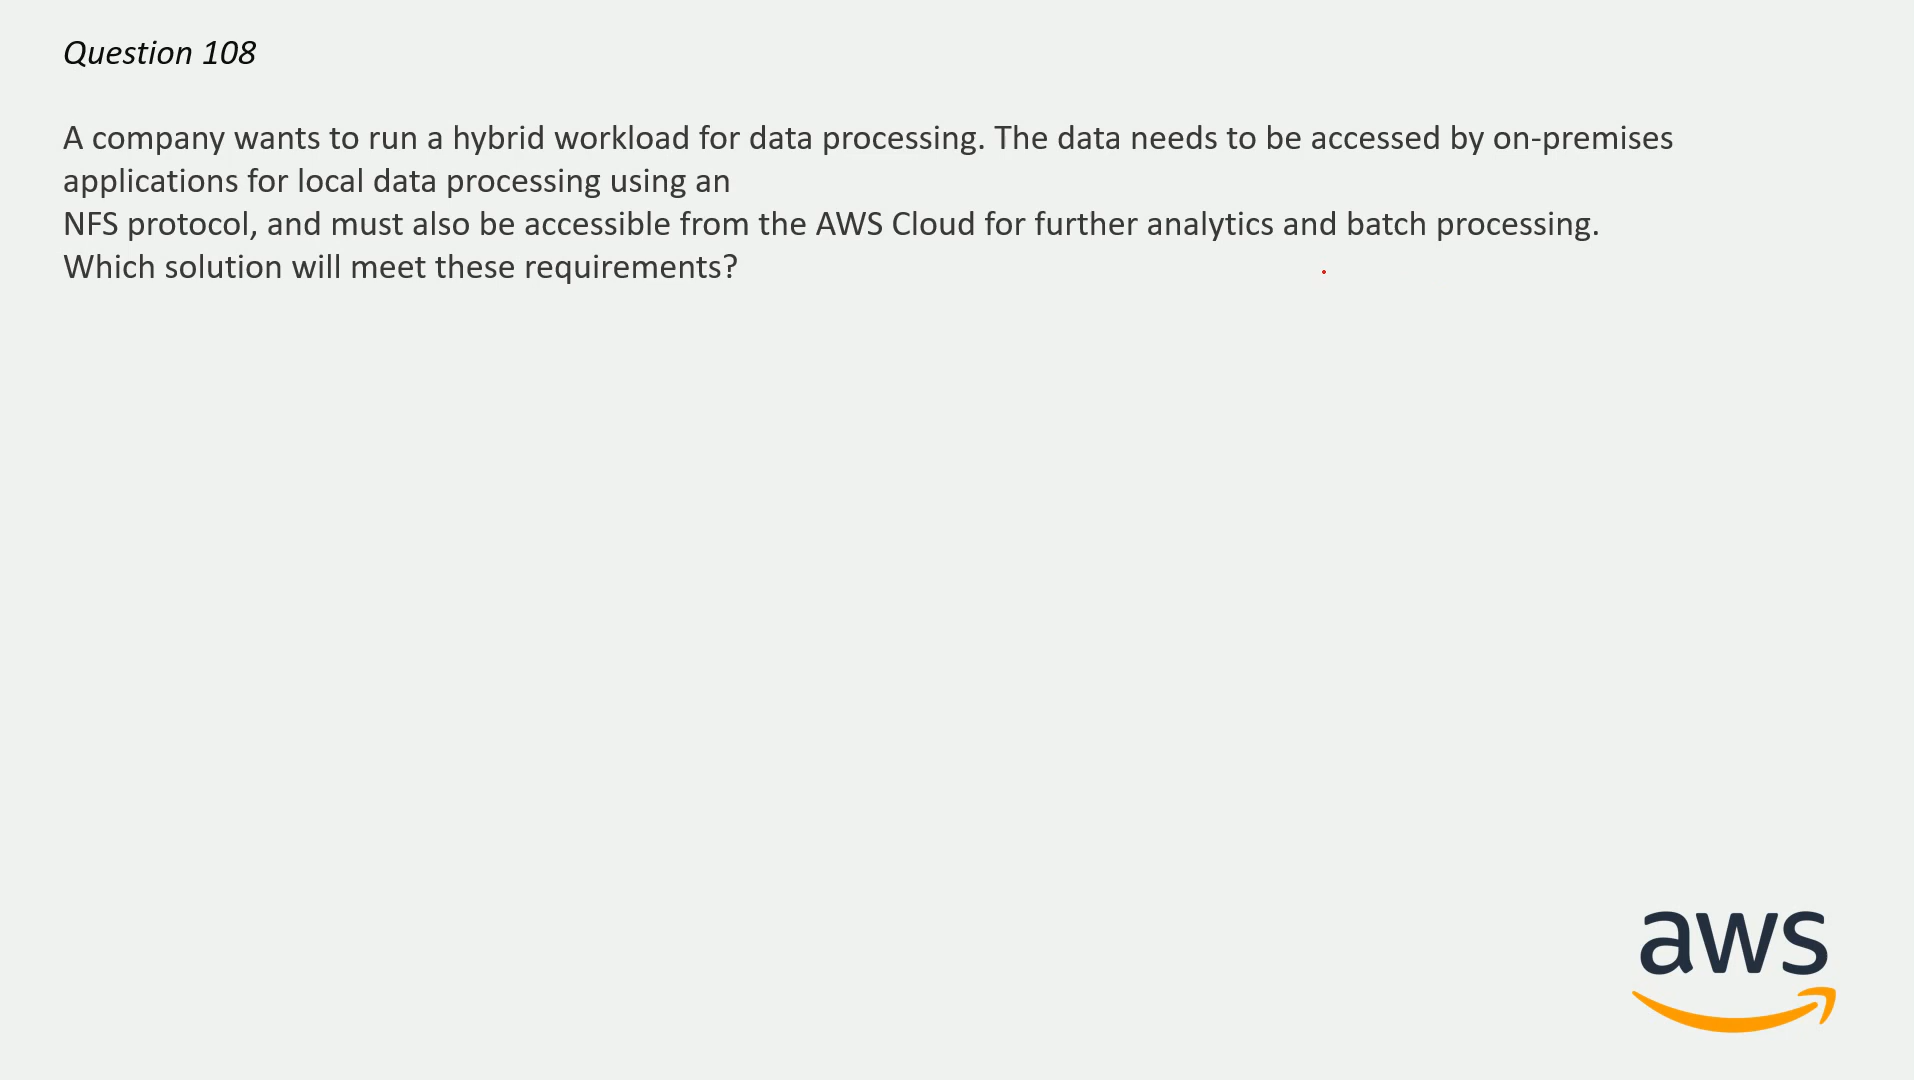 Question 108
A company wants to run a hybrid workload for data processing. The data needs to be accessed by on-premises
applications for local data processing using an
NFS protocol, and must also be accessible from the AWS Cloud for further analytics and batch processing.
Which solution will meet these requirements?
aws